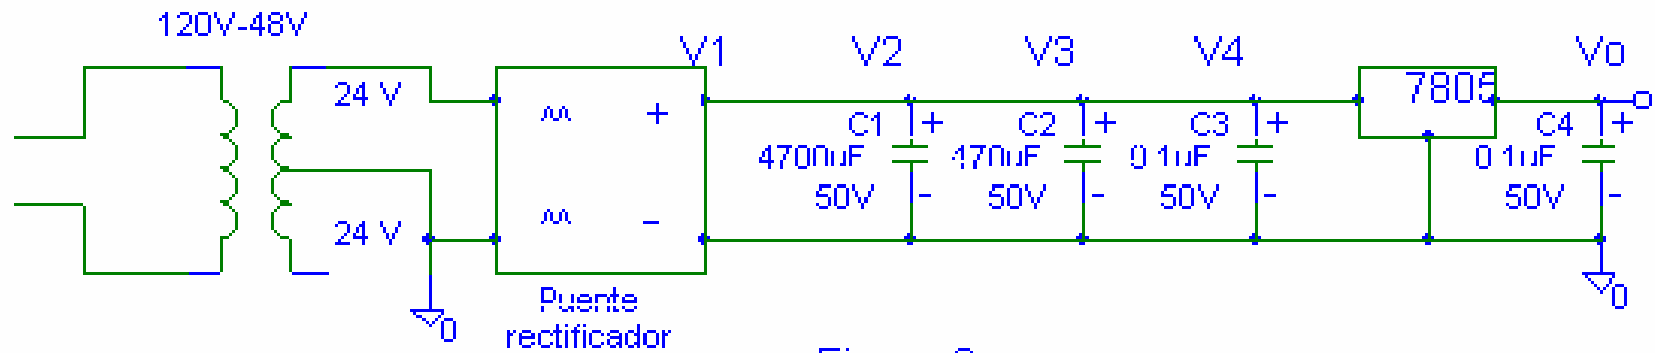 120V-48V
V1
V2
V3
V4
Vo
24 V
+
7805
C1 +
4700uF
50V -
C2 +
470uF
50V -
C3 +
0 1uF
50V -
C4 +
0 1uF
50V -
24 V
-
0
0
Puente
rectificador